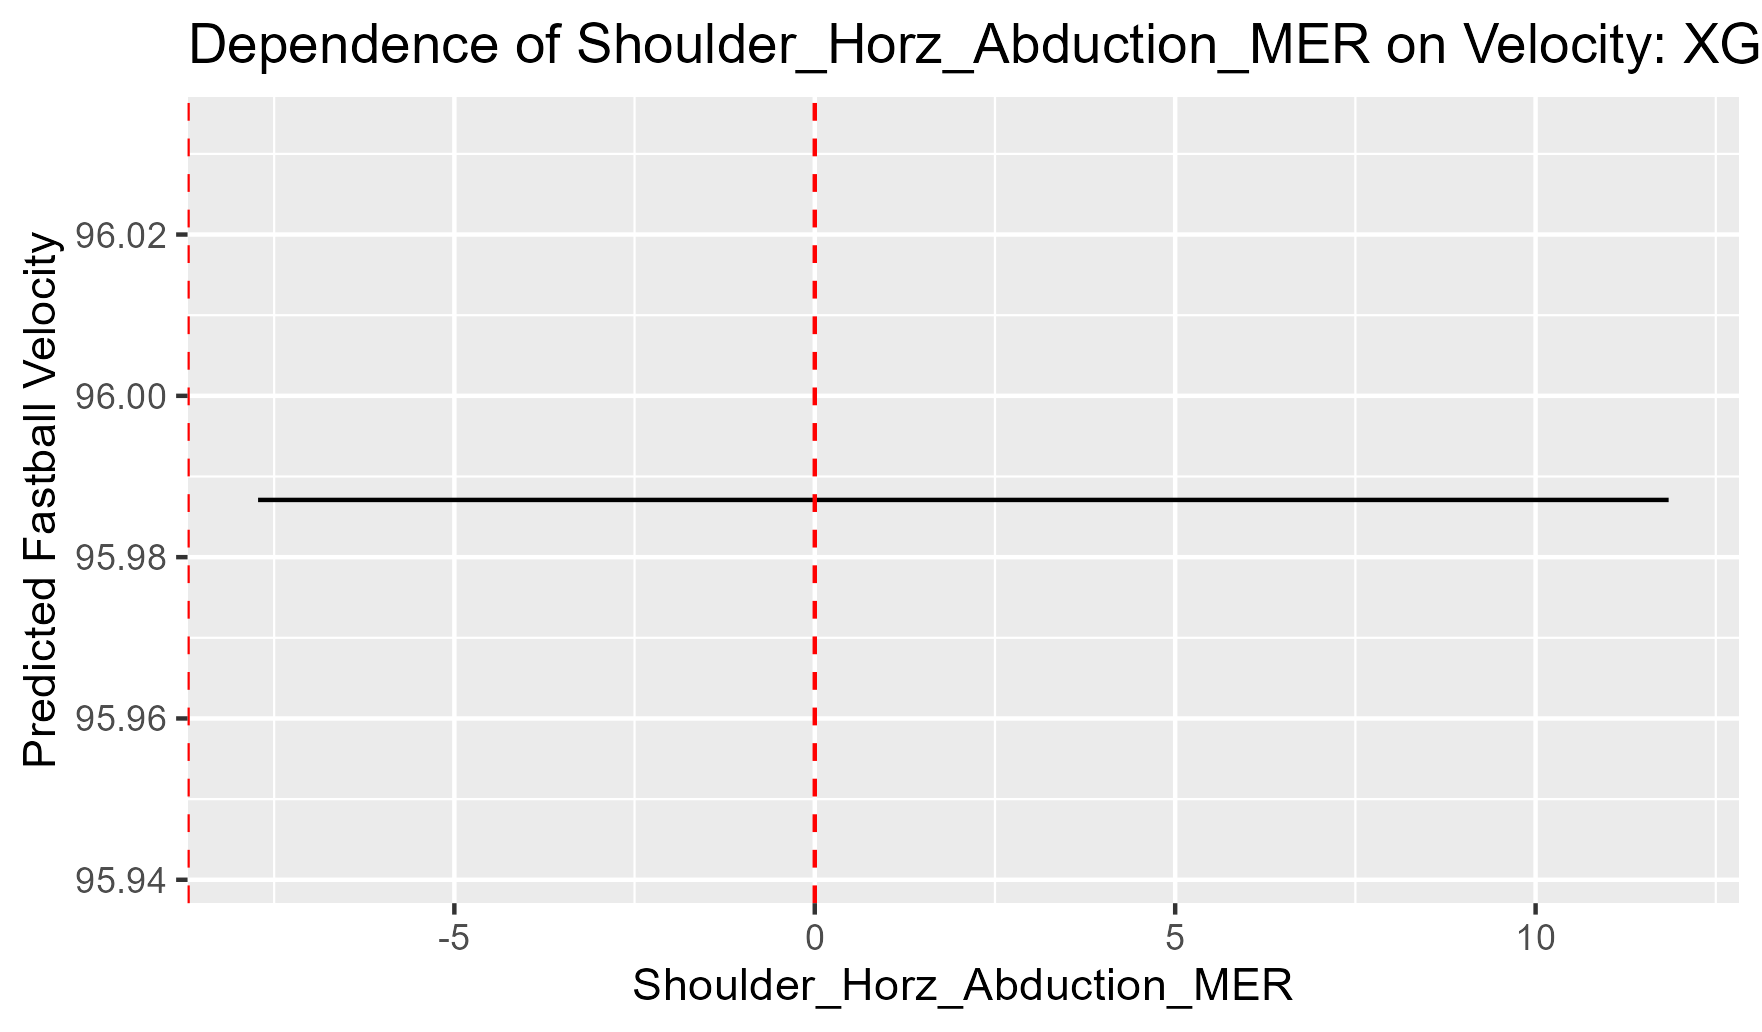 Dependence of Shoulder_Horz_Abduction_MER on Velocity: XG
Predicted Fastball Velocity
96.02
96.00
95.98
95.96
95.94
-5 0 5 10
Shoulder_Horz_Abduction_MER